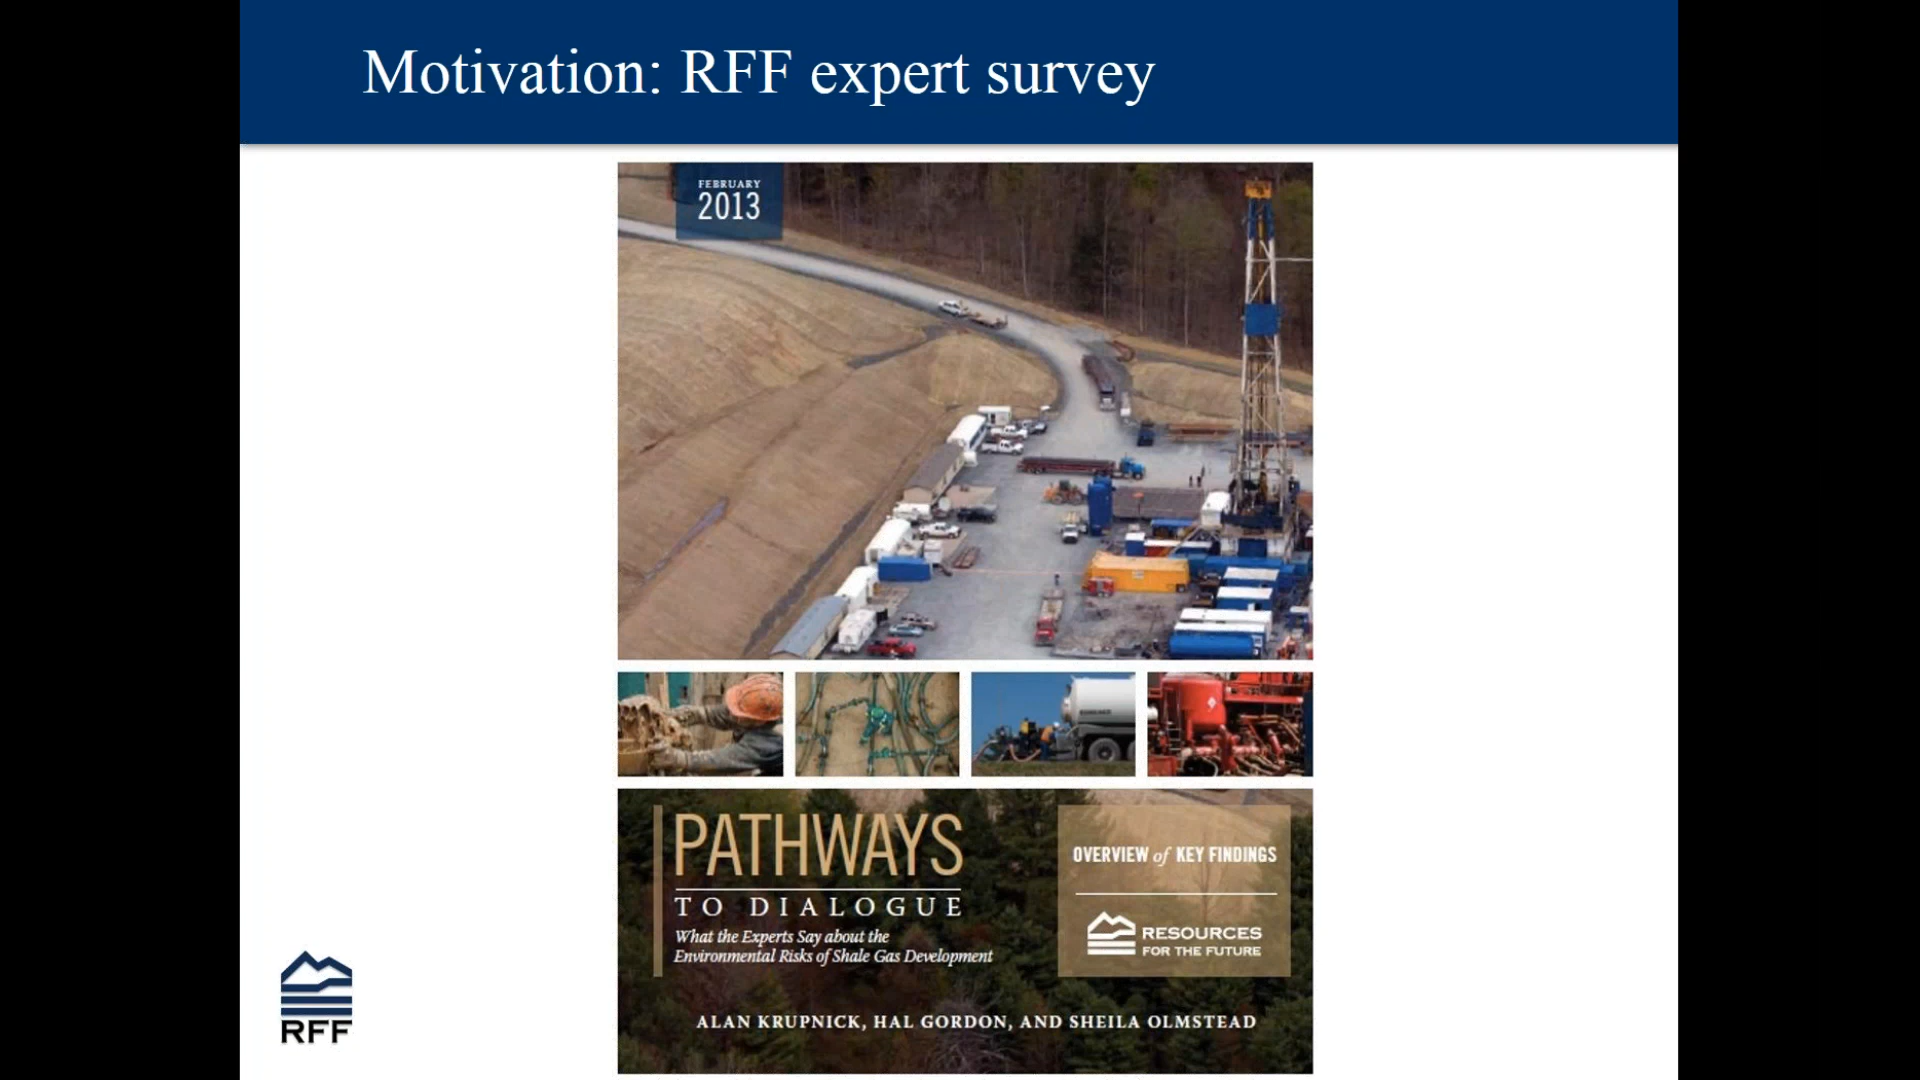 Motivation: RFF expert survey
FEBRUARY
2013
PATHWAYS
TO DIALOGUE
What the Experts Say about the
Environmental Risks of Shale Gas Development
OVERVIEW of KEY FINDINGS
RESOURCES
FOR THE FUTURE
ALAN KRUPNICK, HAL GORDON, AND SHEILA OLMSTEAD
RFF